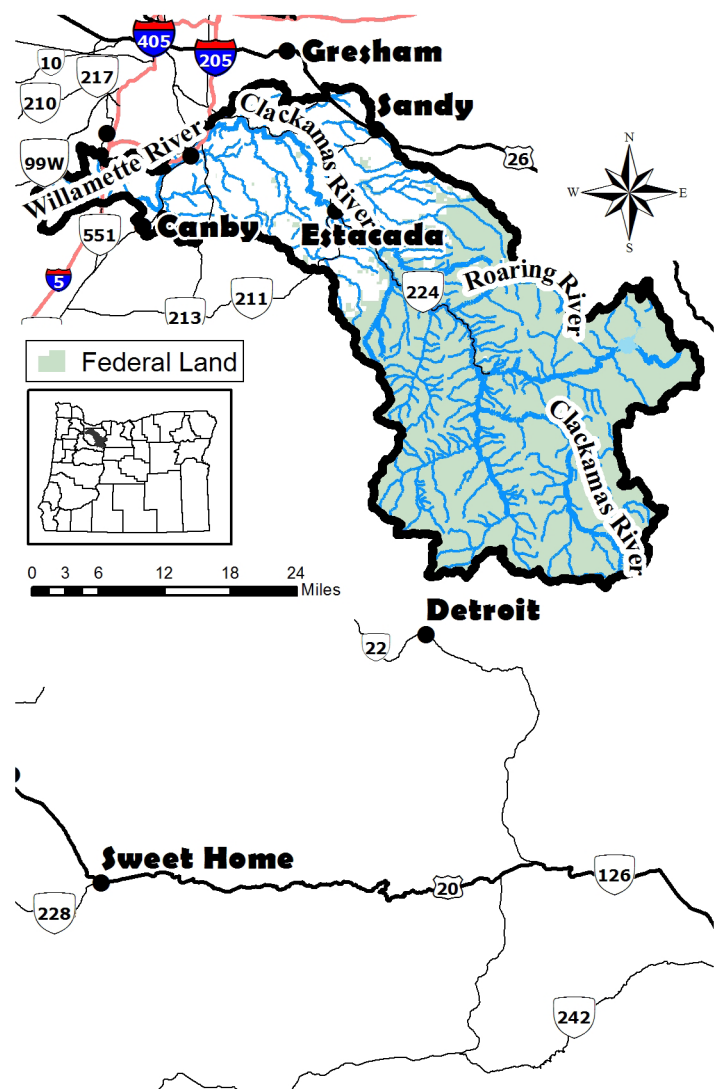 405
Gresham
10
205
217
210
Sandy
Clackamas River
99W
Willamette River
26
N
W
E
S
Canby
Estacada
551
Roaring River
5
224
211
213
Federal Land
Clackamas River
0 3 6 12 18 24
Miles
Detroit
22
Sweet Home
20
126
228
242